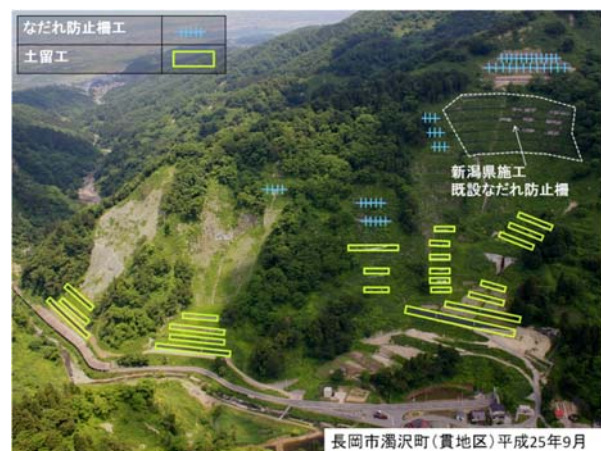 なだれ防止柵工
土留工
新潟県施工
既設なだれ防止柵
長岡市濁沢町(貫地区)平成25年9月